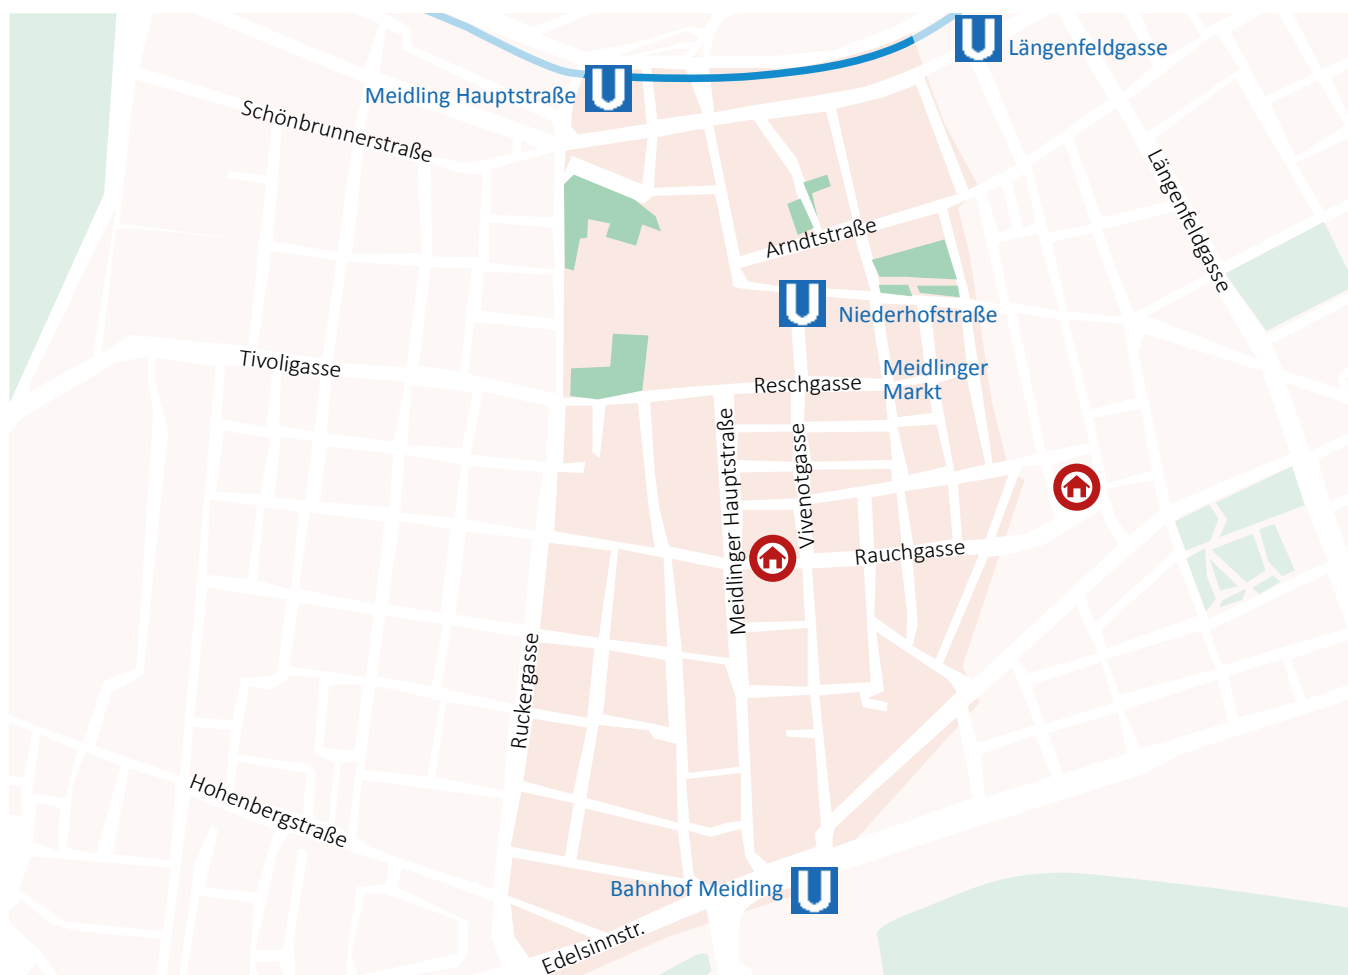 U
Längenfeldgasse
Meidling Hauptstraße
U
Schönbrunnerstraße
Längenfeldgasse
Arndtstraße
U
Niederhofstraße
Tivoligasse
Meidlinger
Markt
Reschgasse
Meidlinger Hauptstraße
Vivenotgasse
Rauchgasse
Ruckergasse
Hohenbergstraße
Bahnhof Meidling
U
Edelsinnstr.